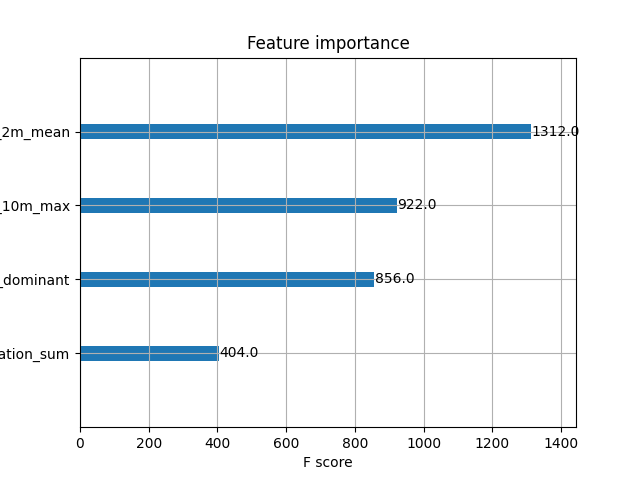 Feature importance
_2m_mean
1312.0
_10m_max
922.0
_dominant
856.0
ation_sum
404.0
0 200 400 600 800 1000 1200 1400
F score